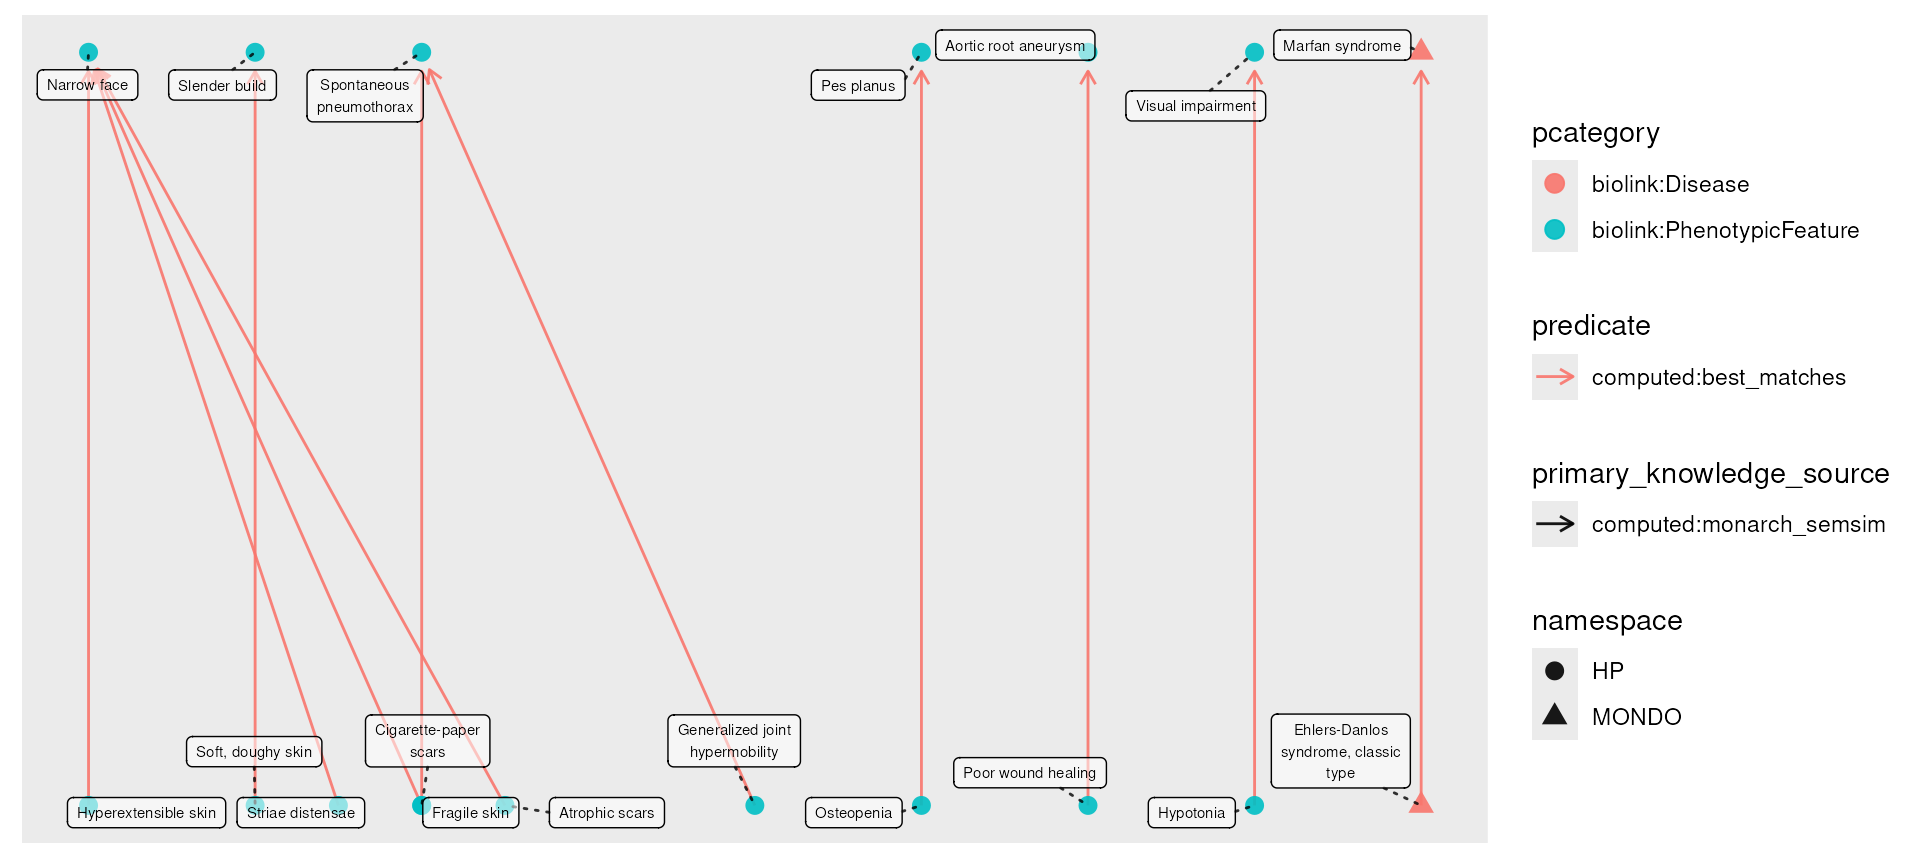 Aortic root aneurysm
Marfan syndrome
Narrow face
Slender build
Spontaneous
pneumothorax
Pes planus
Visual impairment
Soft, doughy skin
Cigarette-paper
scars
Generalized joint
hypermobility
Poor wound healing
Ehlers-Danlos
syndrome, classic
type
Hyperextensible skin
Striae distensae
Fragile skin
Atrophic scars
Osteopenia
Hypotonia
pcategory
biolink:Disease
biolink:PhenotypicFeature
predicate
computed:best_matches
primary_knowledge_source
computed:monarch_semsim
namespace
HP
MONDO